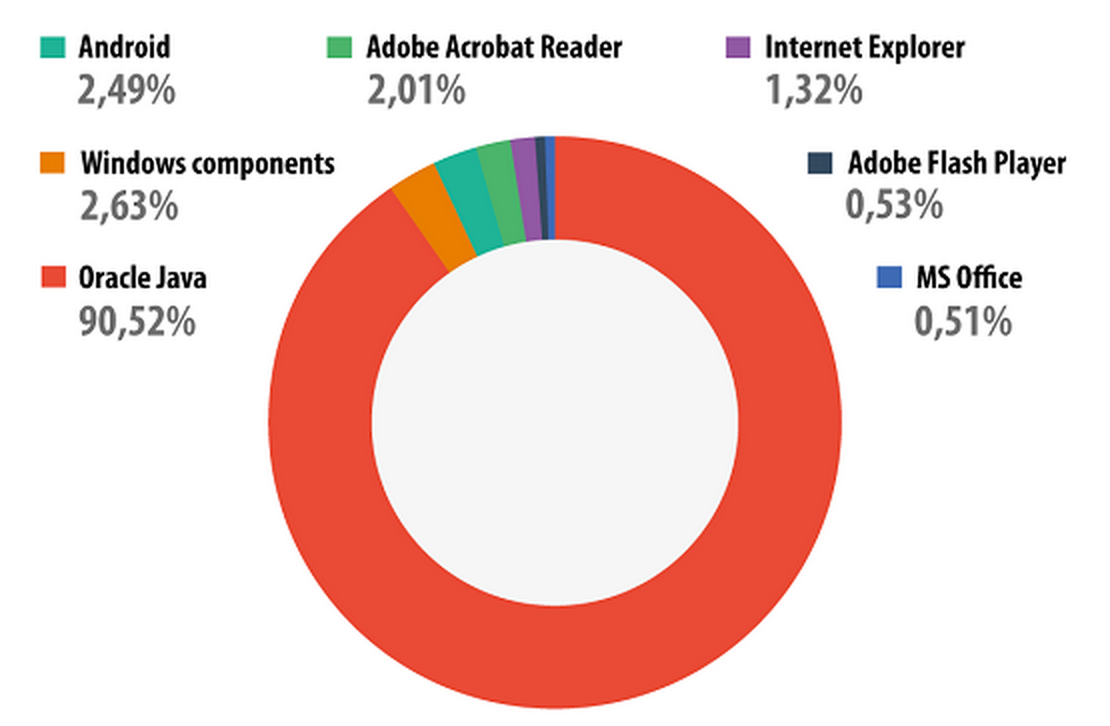 Android
2,49%
Adobe Acrobat Reader
2,01%
Internet Explorer
1,32%
Windows components
2,63%
Adobe Flash Player
0,53%
Oracle Java
90,52%
MS Office
0,51%